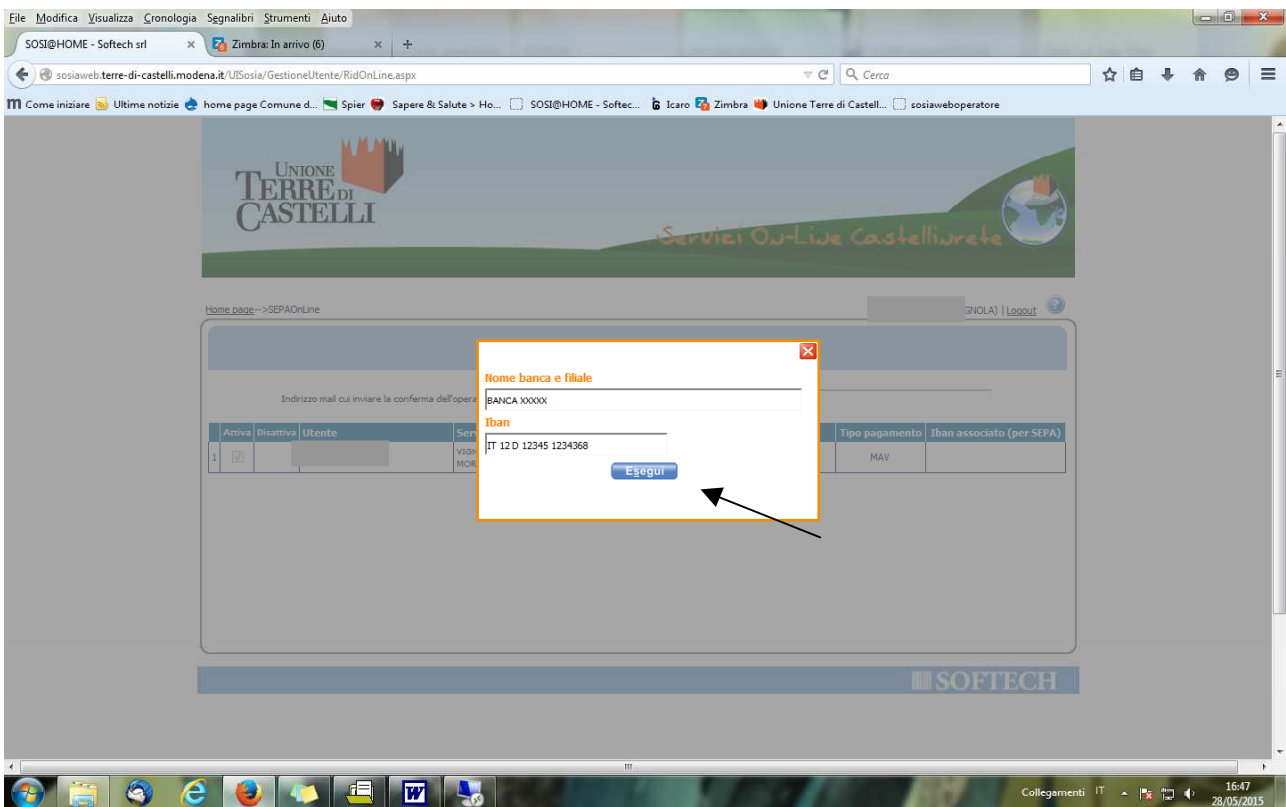 File Modifica Visualizza Cronologia Segnalibri Strumenti Aiuto
SOSI@HOME - Softech srl
Zimbra: In arrivo (6)
sosiaweb.terre-di-castelli.modena.it/UISosia/GestioneUtente/RidOnLine.aspx
Cerca
Come iniziare Ultime notizie home page Comune d... Spier Sapere & Salute > Ho... SOSI@HOME - Softec... Icaro Zimbra Unione Terre di Castell... sosiaweboperatore
UNIONE
TERRE DI
CASTELLI
Servizi On-Line Castellinrete
Home page-->SEPAOnLine
GNOLA) | Logout
Nome banca e filiale
Indirizzo mail cui inviare la conferma dell'opera
BANCA XXXXX
Iban
Attiva Disattiva Utente Serv Tipo pagamento Iban associato (per SEPA)
IT 12 D 12345 1234368
1 VIGN MAV
MOR
Esegui
SOFTECH
Collegamenti IT 16:47
28/05/2015